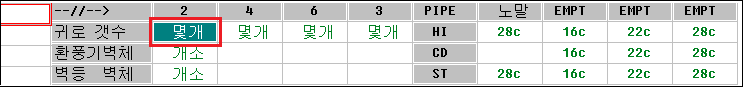 --//--> 2 4 6 3 PIPE 노말 EMPT EMPT EMPT
귀로 갯수 몇개 몇개 몇개 몇개 HI 28c 16c 22c 28c
환풍기벽체 개소 CD 16c 22c 28c
벽등 벽체 개소 ST 28c 16c 22c 28c